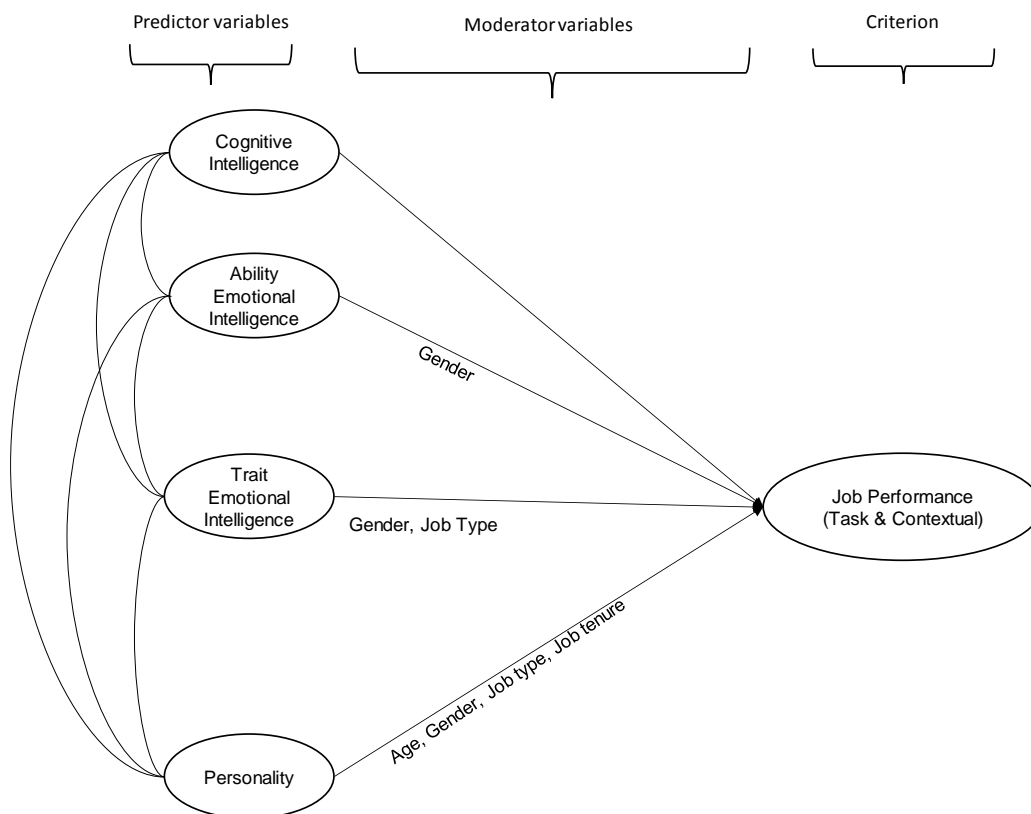 Predictor variables
Moderator variables
Criterion
Cognitive
Intelligence
Ability
Emotional
Intelligence
Gender
Trait
Emotional
Intelligence
Gender, Job Type
Job Performance
(Task & Contextual)
Age, Gender, Job type, Job tenure
Personality